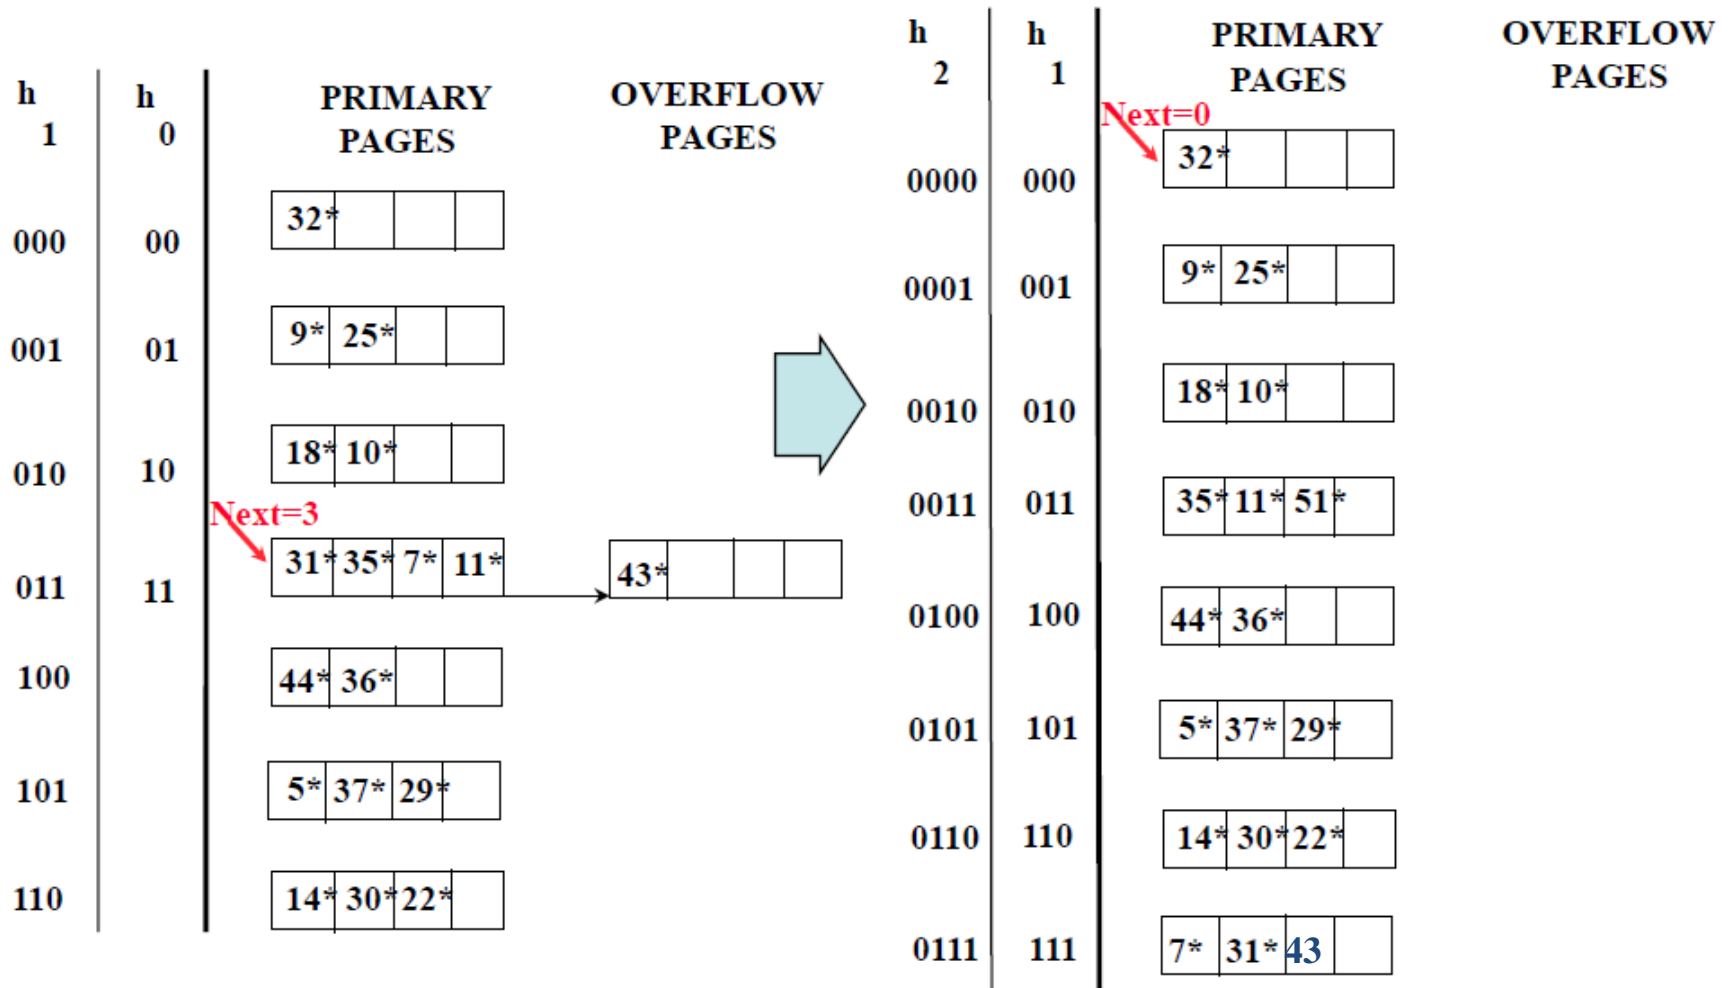 h h PRIMARY OVERFLOW
1 0 PAGES PAGES
000 00 32*
001 01 9* 25*
010 10 18* 10*
Next=3
011 11 31* 35* 7* 11* 43*
100 44* 36*
101 5* 37* 29*
110 14* 30* 22*
h h PRIMARY OVERFLOW
2 1 PAGES PAGES
Next=0
0000 000 32*
0001 001 9* 25*
0010 010 18* 10*
0011 011 35* 11* 51*
0100 100 44* 36*
0101 101 5* 37* 29*
0110 110 14* 30* 22*
0111 111 7* 31* 43